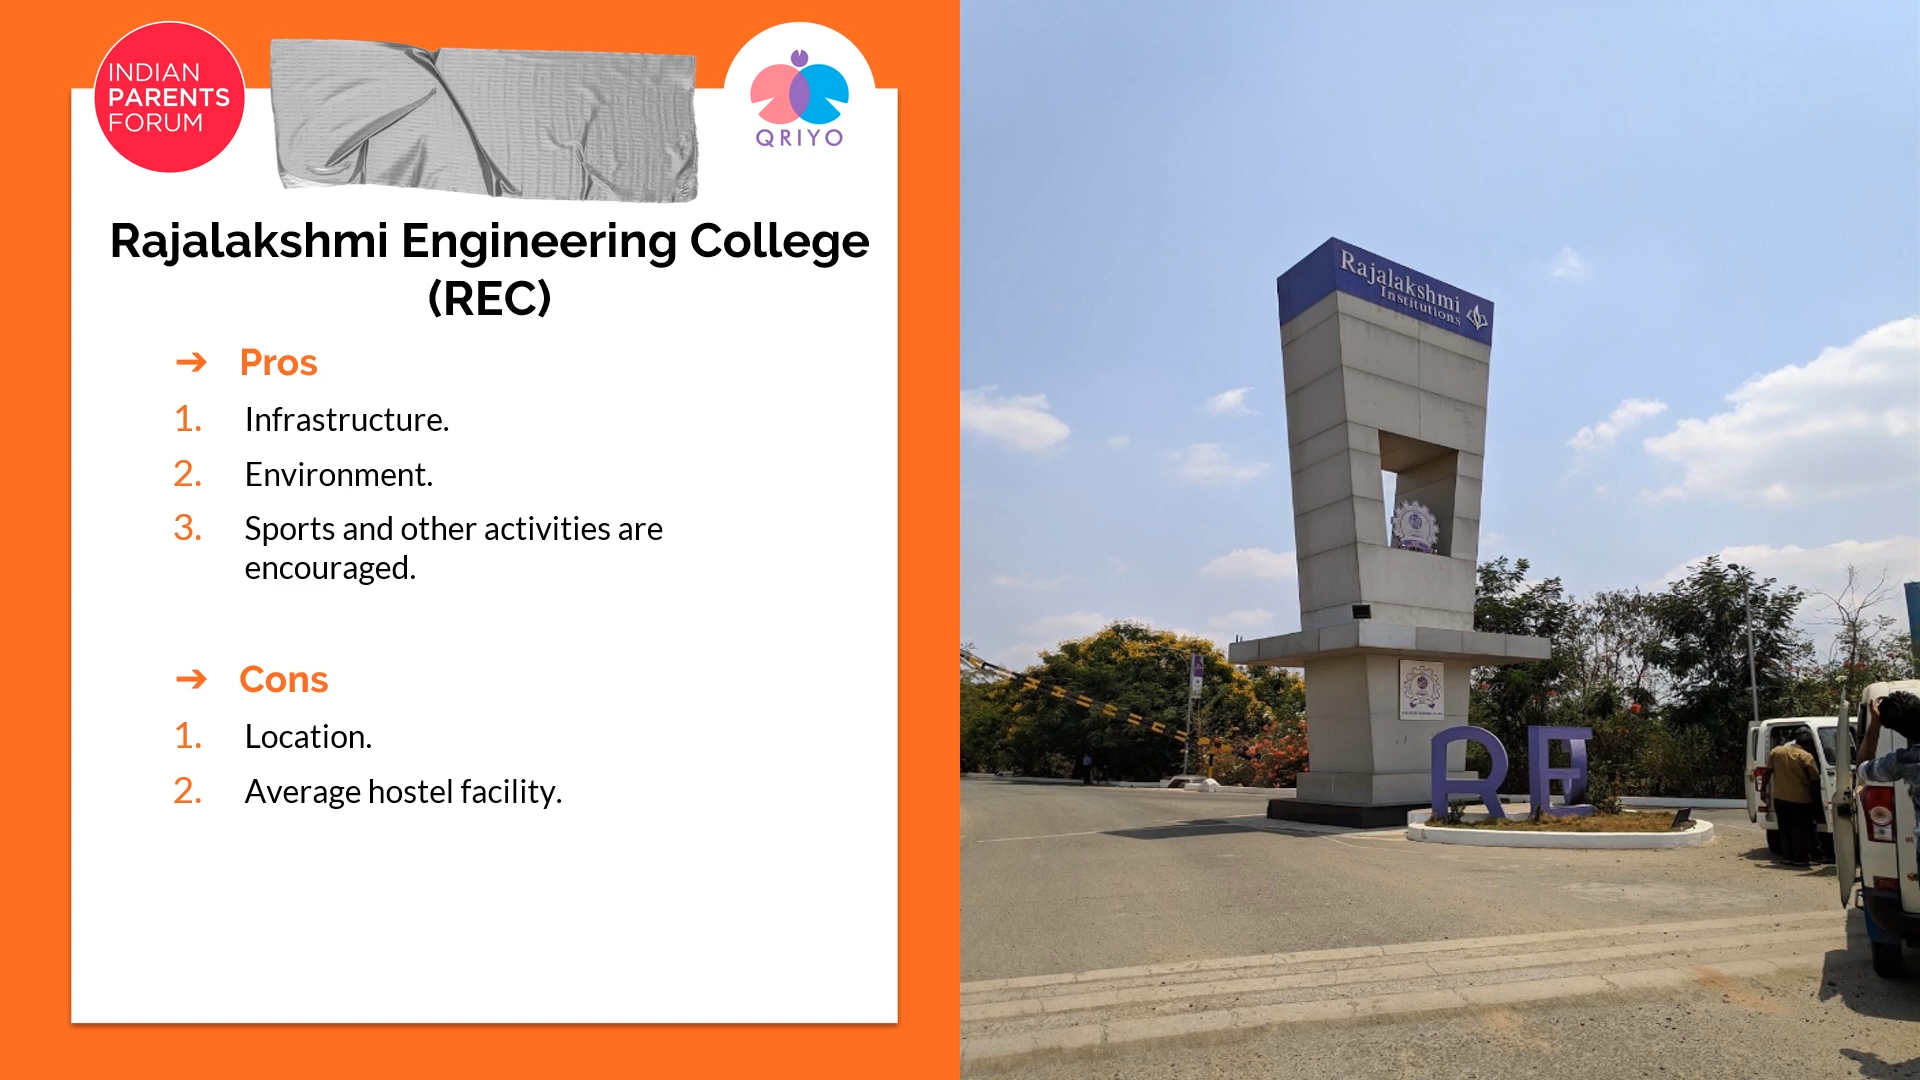 INDIAN
PARENTS
FORUM
QRIYO
Rajalakshmi Engineering College
(REC)
➔ Pros
1. Infrastructure.
2. Environment.
3. Sports and other activities are
encouraged.
➔ Cons
1. Location.
2. Average hostel facility.
Rajalakshmi
Institutions
RE